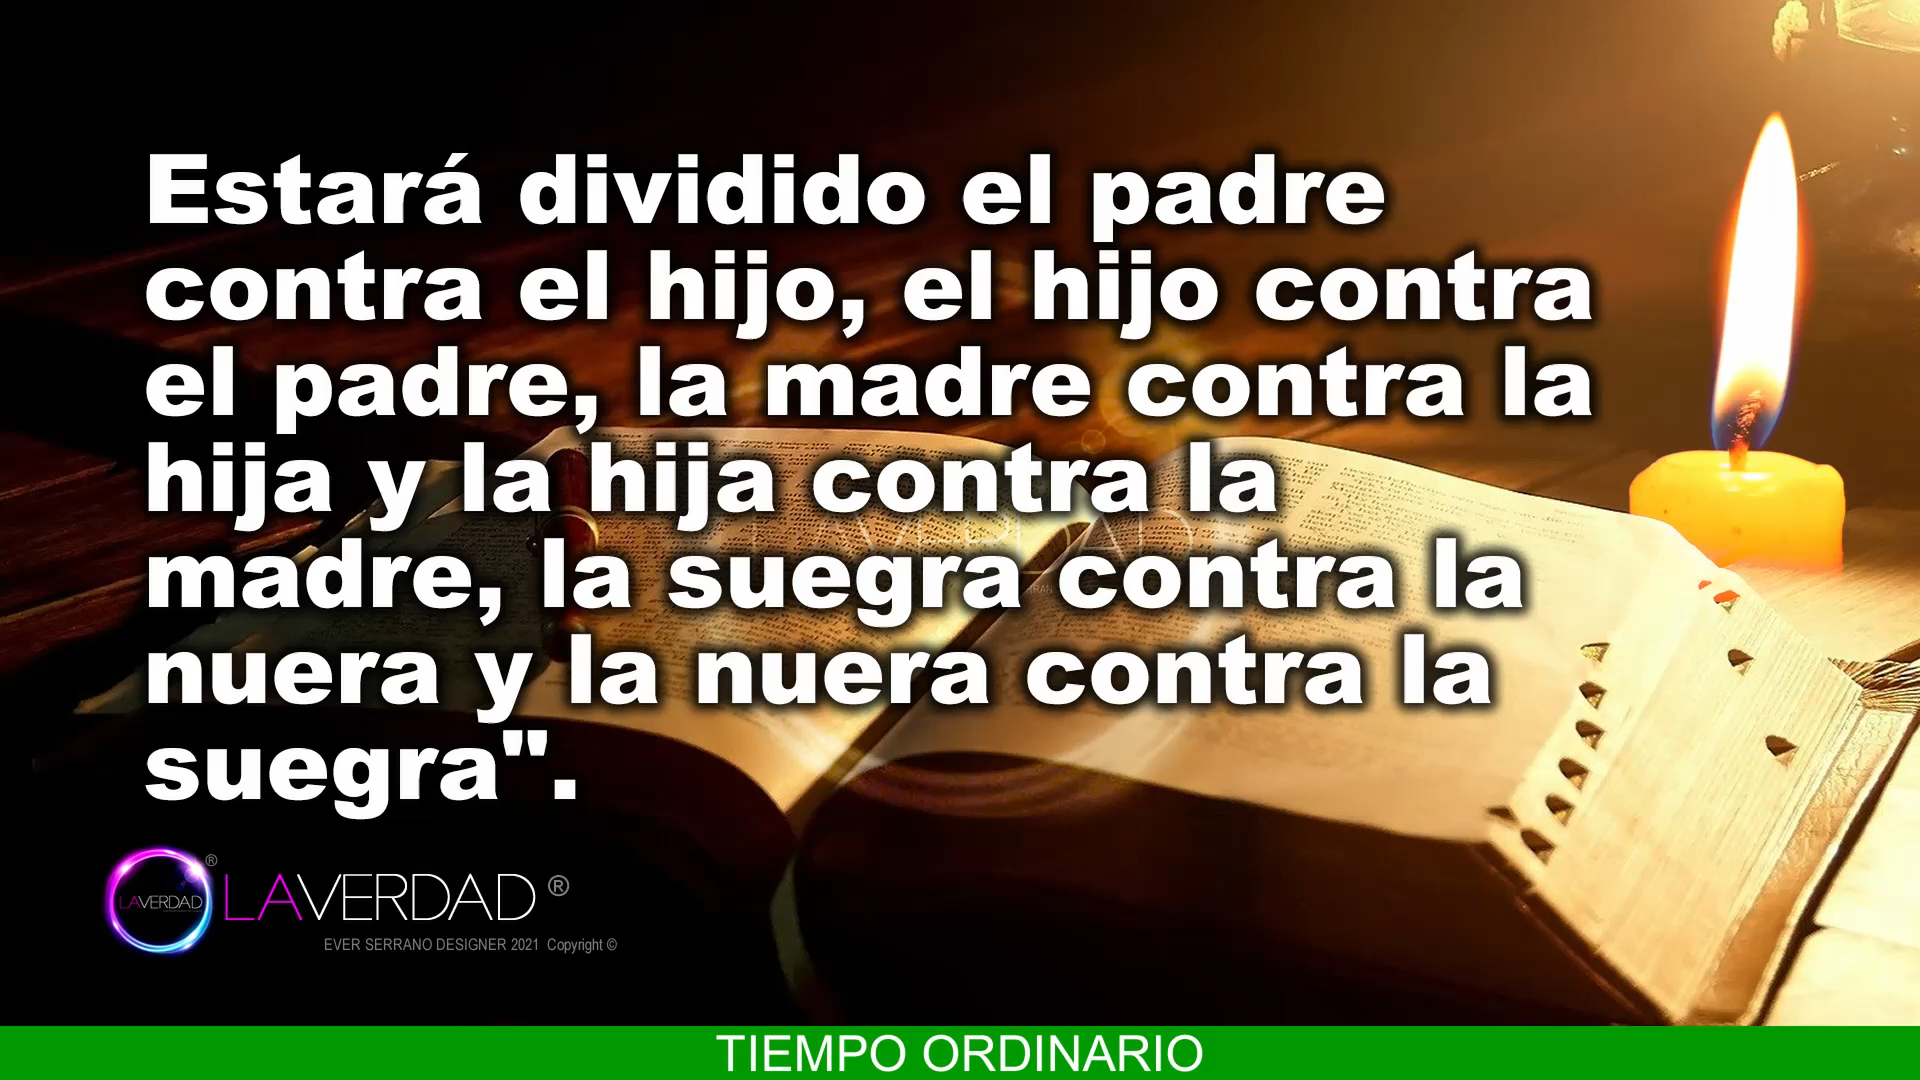 Estará dividido el padre
contra el hijo, el hijo contra
el padre, la madre contra la
hija y la hija contra la
madre, la suegra contra la
nuera y la nuera contra la
suegra".
LAVERDAD ®
LAVERDAD ®
EVER SERRANO DESIGNER 2021 Copyright ©
TIEMPO ORDINARIO